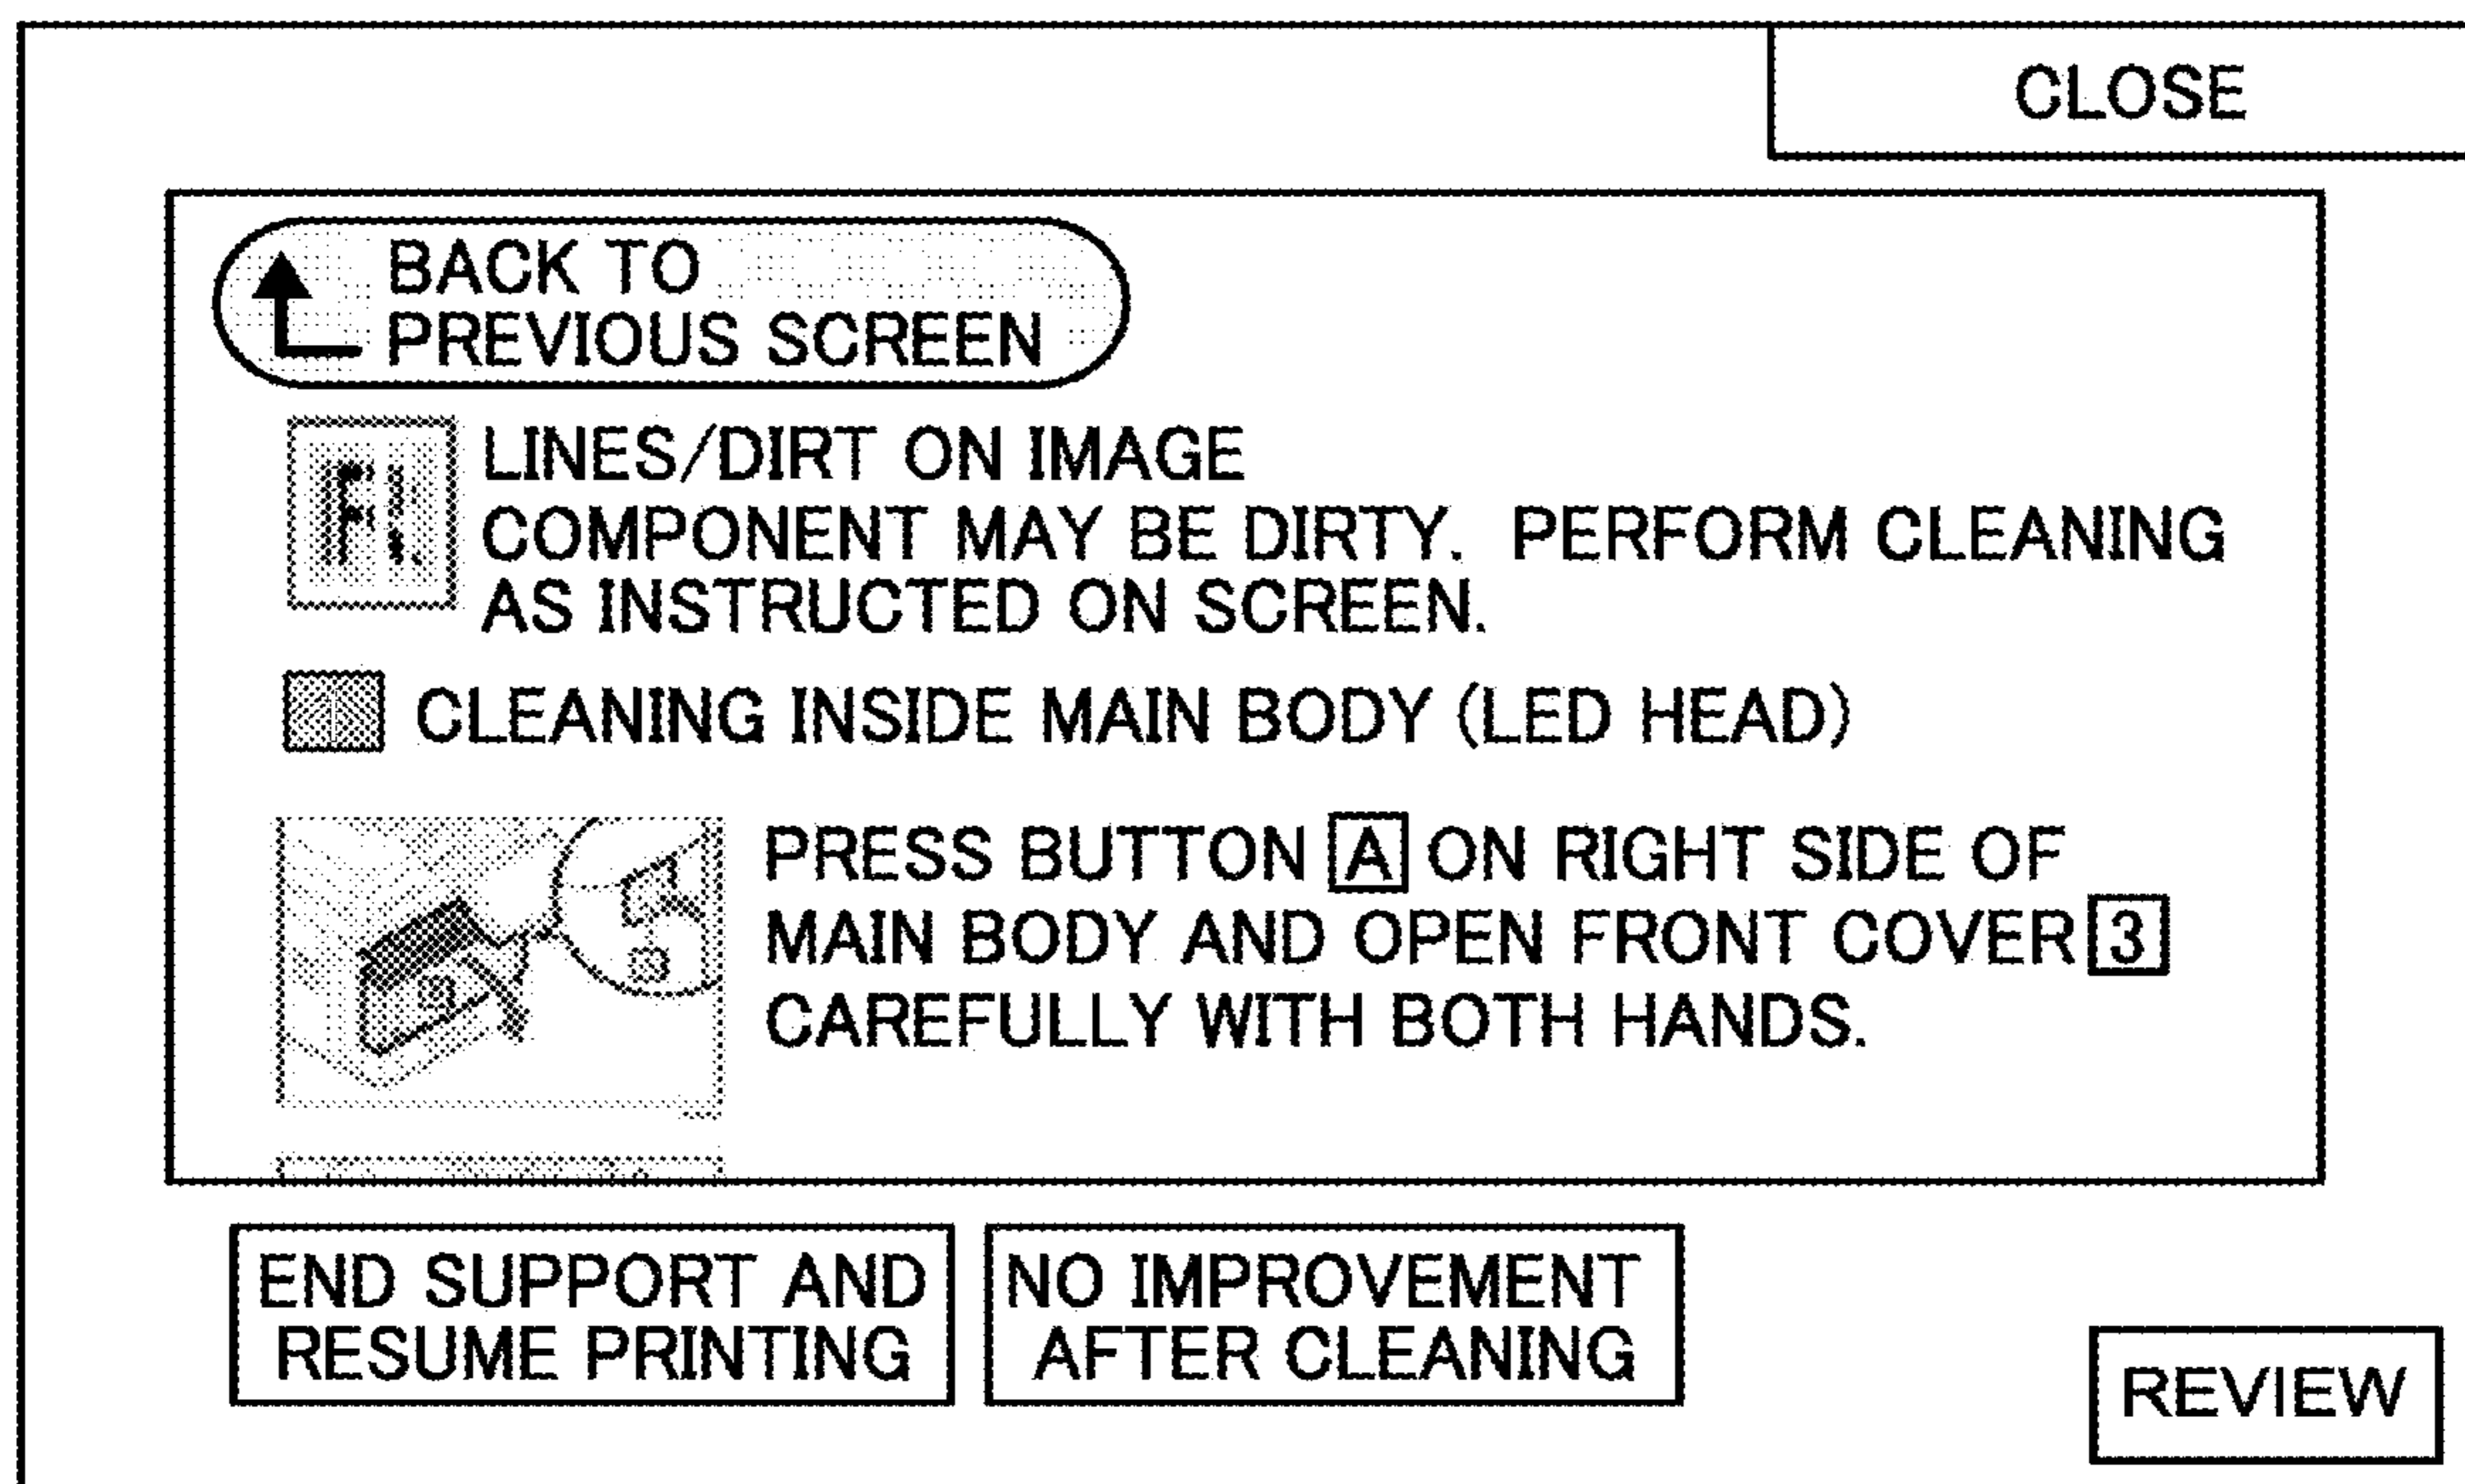 CLOSE
BACK TO
PREVIOUS SCREEN
LINES/DIRT ON IMAGE
COMPONENT MAY BE DIRTY. PERFORM CLEANING
AS INSTRUCTED ON SCREEN.
1 CLEANING INSIDE MAIN BODY (LED HEAD)
PRESS BUTTON A ON RIGHT SIDE OF
MAIN BODY AND OPEN FRONT COVER 3
CAREFULLY WITH BOTH HANDS.
END SUPPORT AND
RESUME PRINTING
NO IMPROVEMENT
AFTER CLEANING
REVIEW